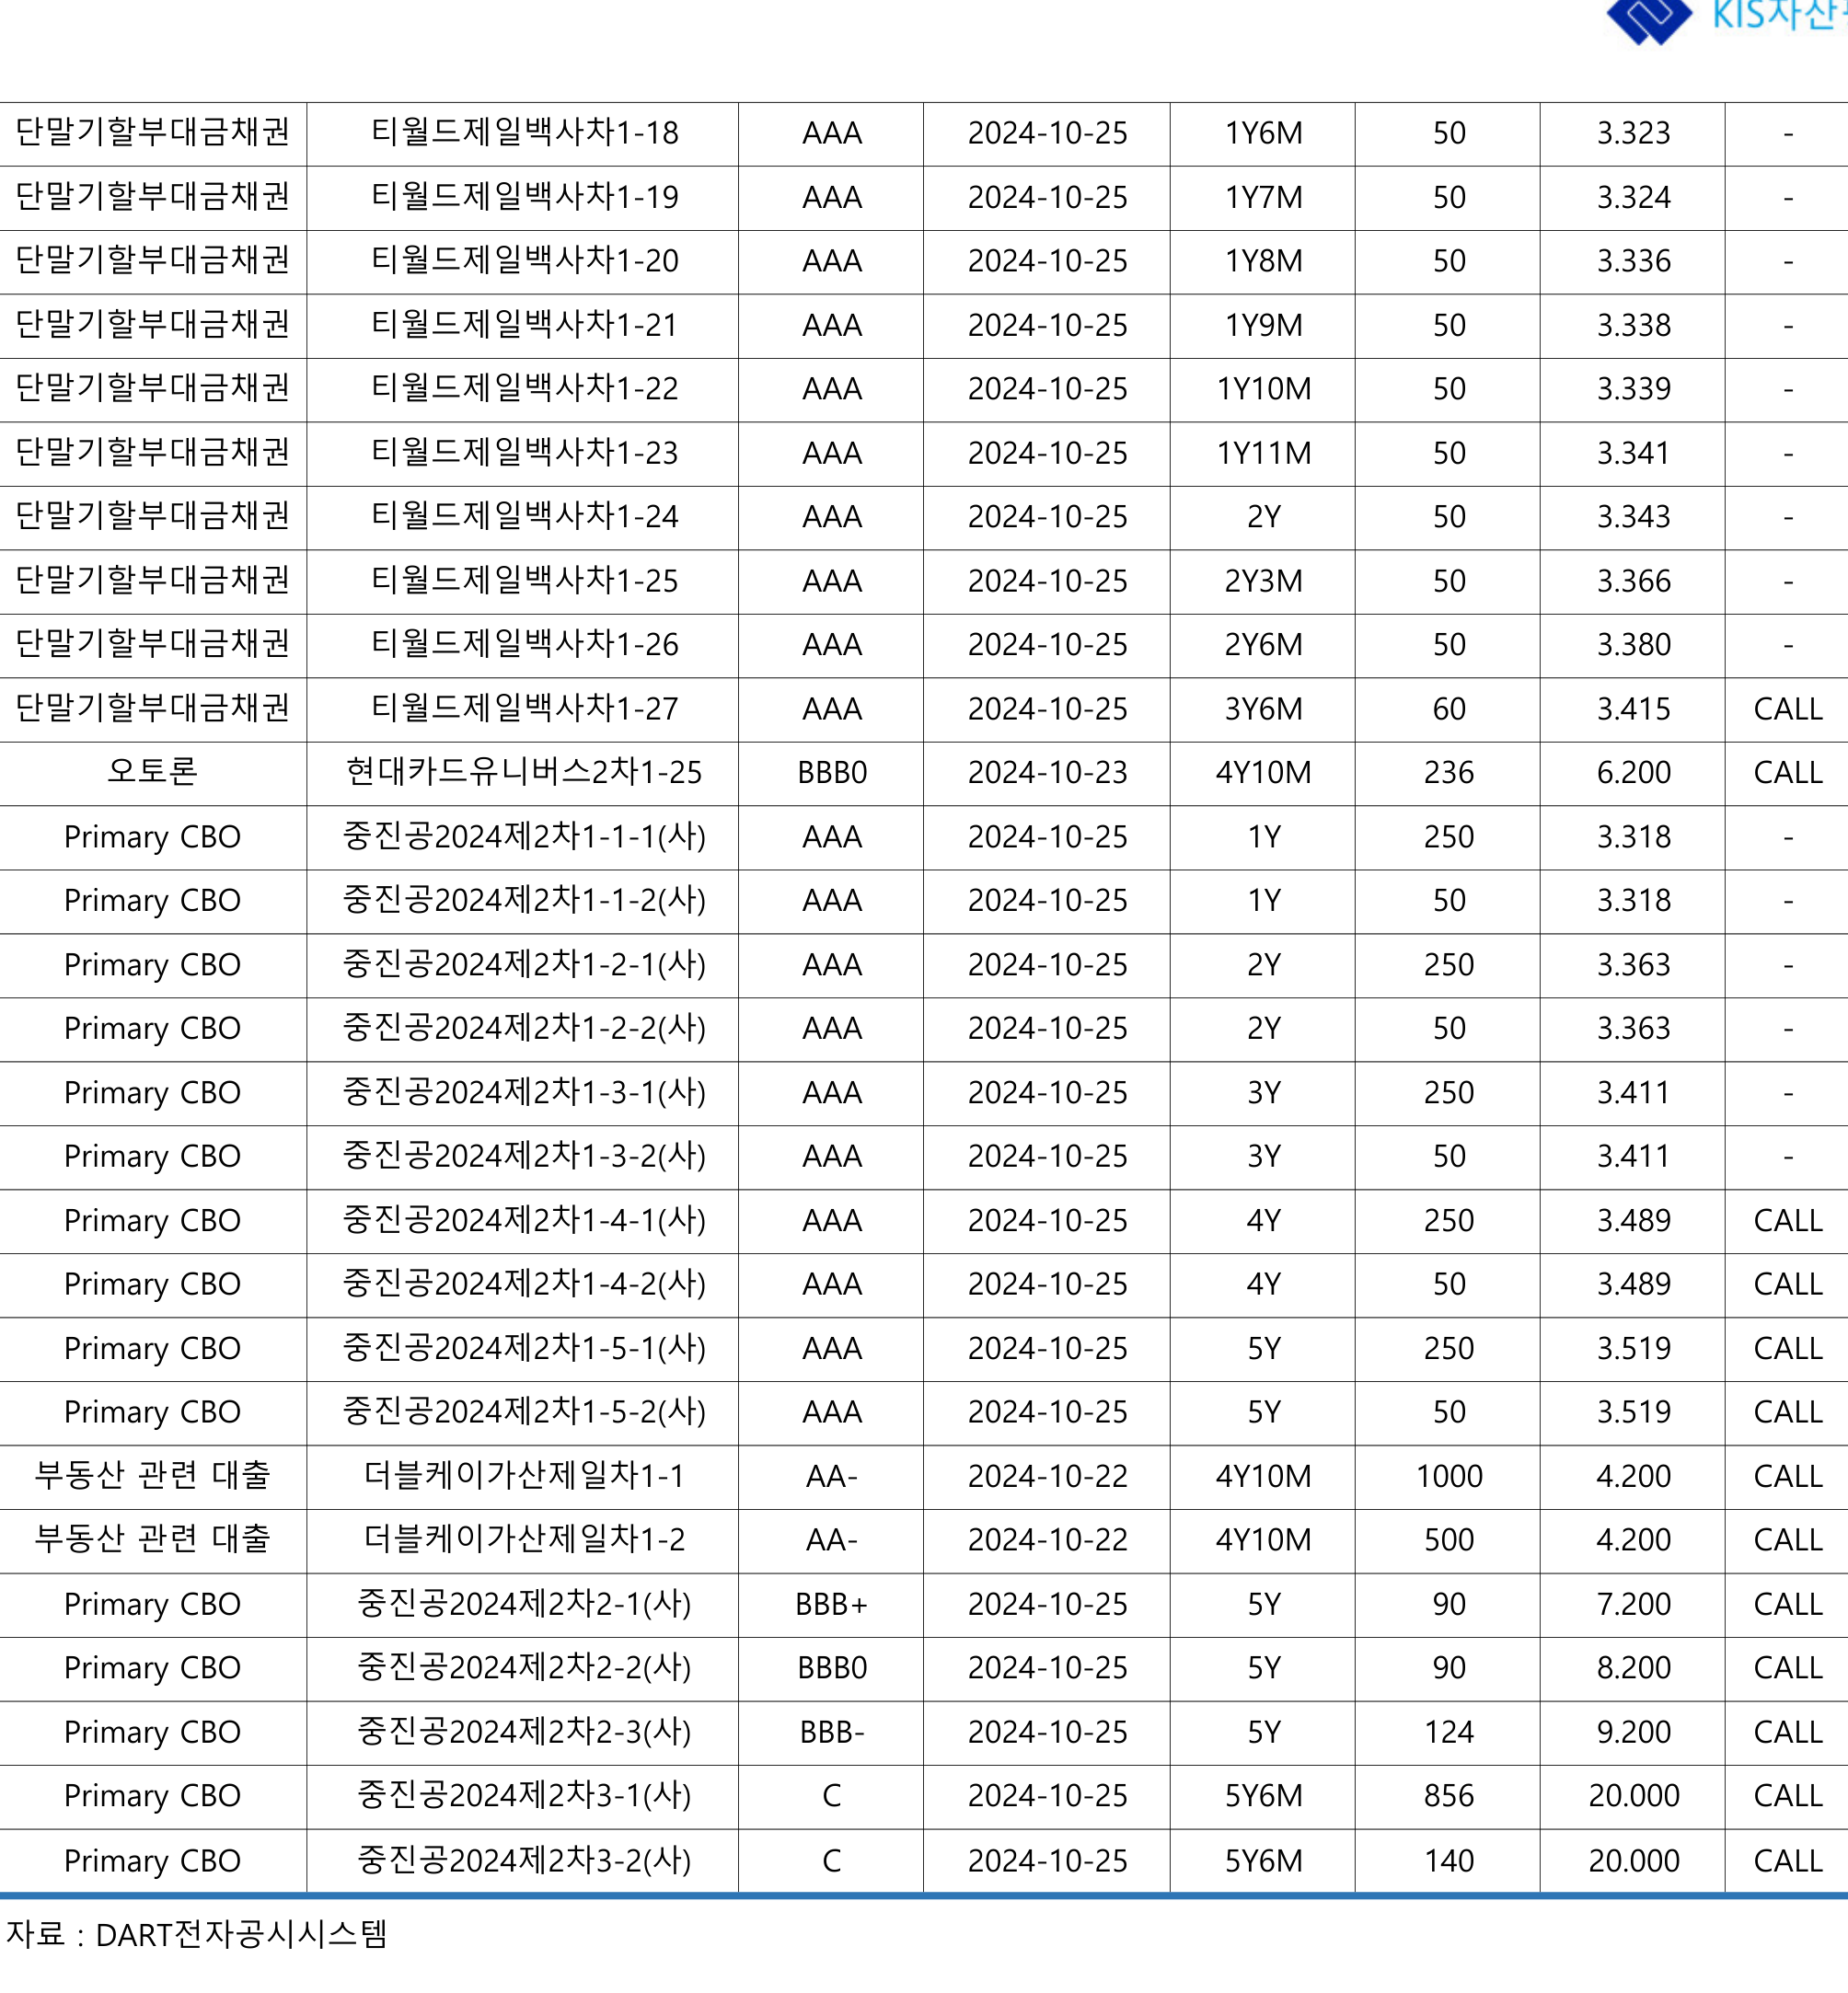 KIS자산
단말기할부대금채권 티월드제일백사차1-18 AAA 2024-10-25 1Y6M 50 3.323 -
단말기할부대금채권 티월드제일백사차1-19 AAA 2024-10-25 1Y7M 50 3.324 -
단말기할부대금채권 티월드제일백사차1-20 AAA 2024-10-25 1Y8M 50 3.336 -
단말기할부대금채권 티월드제일백사차1-21 AAA 2024-10-25 1Y9M 50 3.338 -
단말기할부대금채권 티월드제일백사차1-22 AAA 2024-10-25 1Y10M 50 3.339 -
단말기할부대금채권 티월드제일백사차1-23 AAA 2024-10-25 1Y11M 50 3.341 -
단말기할부대금채권 티월드제일백사차1-24 AAA 2024-10-25 2Y 50 3.343 -
단말기할부대금채권 티월드제일백사차1-25 AAA 2024-10-25 2Y3M 50 3.366 -
단말기할부대금채권 티월드제일백사차1-26 AAA 2024-10-25 2Y6M 50 3.380 -
단말기할부대금채권 티월드제일백사차1-27 AAA 2024-10-25 3Y6M 60 3.415 CALL
오토론 현대카드유니버스2차1-25 BBB0 2024-10-23 4Y10M 236 6.200 CALL
Primary CBO 중진공2024제2차1-1-1(사) AAA 2024-10-25 1Y 250 3.318 -
Primary CBO 중진공2024제2차1-1-2(사) AAA 2024-10-25 1Y 50 3.318 -
Primary CBO 중진공2024제2차1-2-1(사) AAA 2024-10-25 2Y 250 3.363 -
Primary CBO 중진공2024제2차1-2-2(사) AAA 2024-10-25 2Y 50 3.363 -
Primary CBO 중진공2024제2차1-3-1(사) AAA 2024-10-25 3Y 250 3.411 -
Primary CBO 중진공2024제2차1-3-2(사) AAA 2024-10-25 3Y 50 3.411 -
Primary CBO 중진공2024제2차1-4-1(사) AAA 2024-10-25 4Y 250 3.489 CALL
Primary CBO 중진공2024제2차1-4-2(사) AAA 2024-10-25 4Y 50 3.489 CALL
Primary CBO 중진공2024제2차1-5-1(사) AAA 2024-10-25 5Y 250 3.519 CALL
Primary CBO 중진공2024제2차1-5-2(사) AAA 2024-10-25 5Y 50 3.519 CALL
부동산 관련 대출 더블케이가산제일차1-1 AA- 2024-10-22 4Y10M 1000 4.200 CALL
부동산 관련 대출 더블케이가산제일차1-2 AA- 2024-10-22 4Y10M 500 4.200 CALL
Primary CBO 중진공2024제2차2-1(사) BBB+ 2024-10-25 5Y 90 7.200 CALL
Primary CBO 중진공2024제2차2-2(사) BBB0 2024-10-25 5Y 90 8.200 CALL
Primary CBO 중진공2024제2차2-3(사) BBB- 2024-10-25 5Y 124 9.200 CALL
Primary CBO 중진공2024제2차3-1(사) C 2024-10-25 5Y6M 856 20.000 CALL
Primary CBO 중진공2024제2차3-2(사) C 2024-10-25 5Y6M 140 20.000 CALL
자료 : DART전자공시시스템